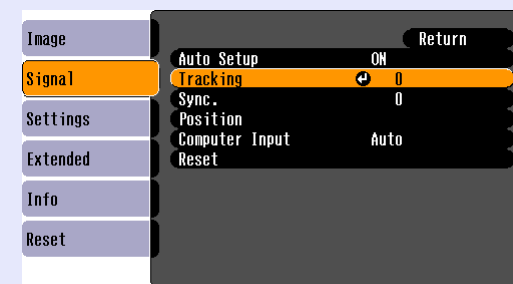 Image
Signal
Settings
Extended
Info
Reset
Return
Auto Setup ON
Tracking 0
Sync. 0
Position
Computer Input Auto
Reset